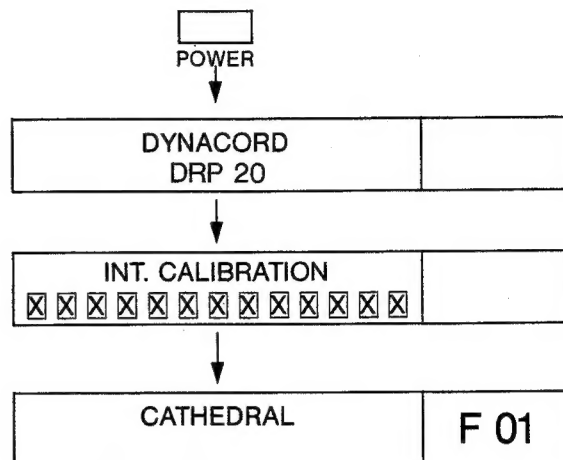 POWER
DYNACORD
DRP 20
INT. CALIBRATION
X X X X X X X X X X X X X
CATHEDRAL
F 01